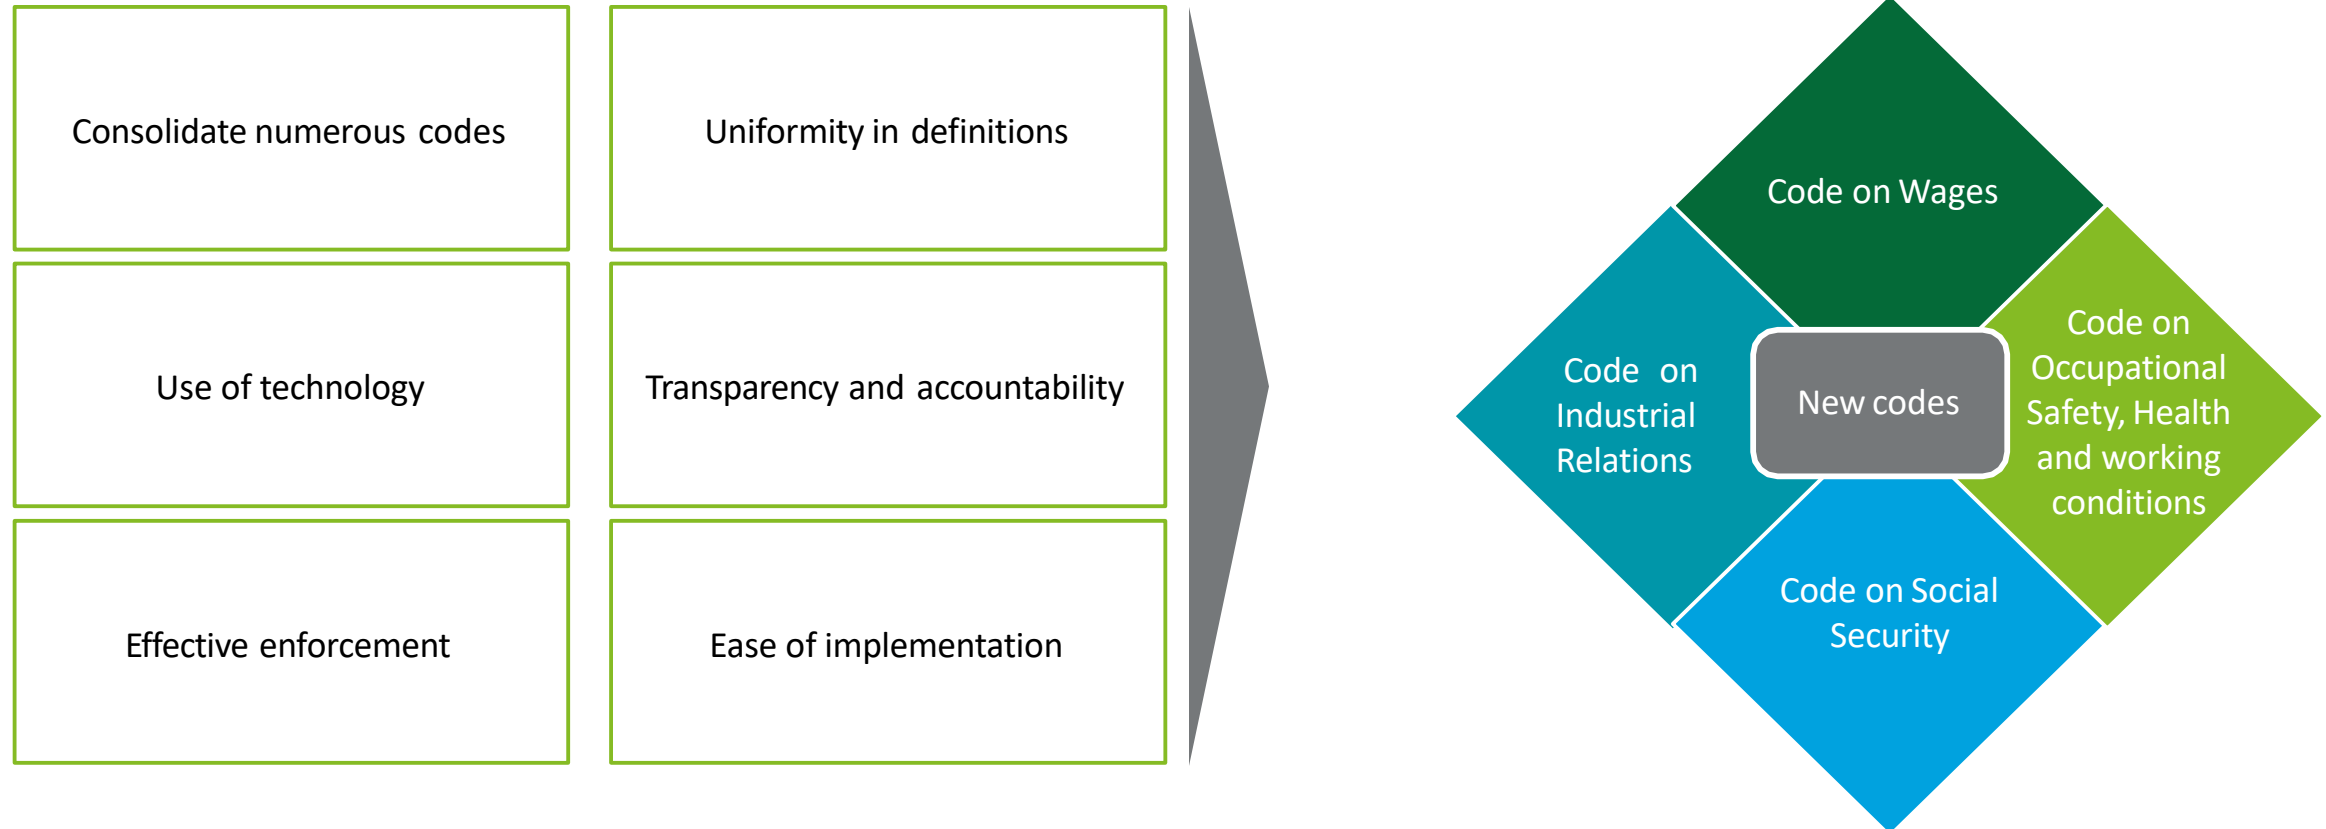 Consolidate numerous codes
Uniformity in definitions
Use of technology
Transparency and accountability
Effective enforcement
Ease of implementation
Code on Wages
Code on
Industrial
Relations
New codes
Code on
Occupational
Safety, Health
and working
conditions
Code on Social
Security